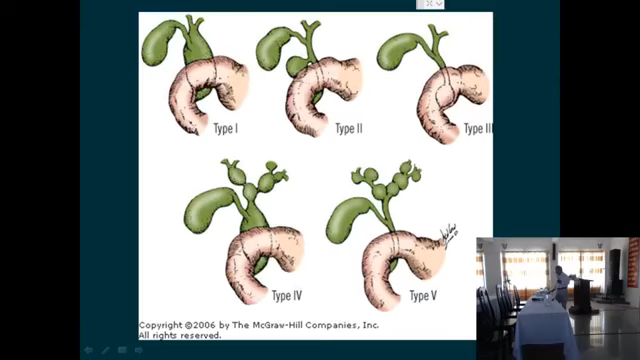 Type I
Type II
Type III
Type IV
Type V
Copyright ©2006 by The McGraw-Hill Companies, Inc.
All rights reserved.